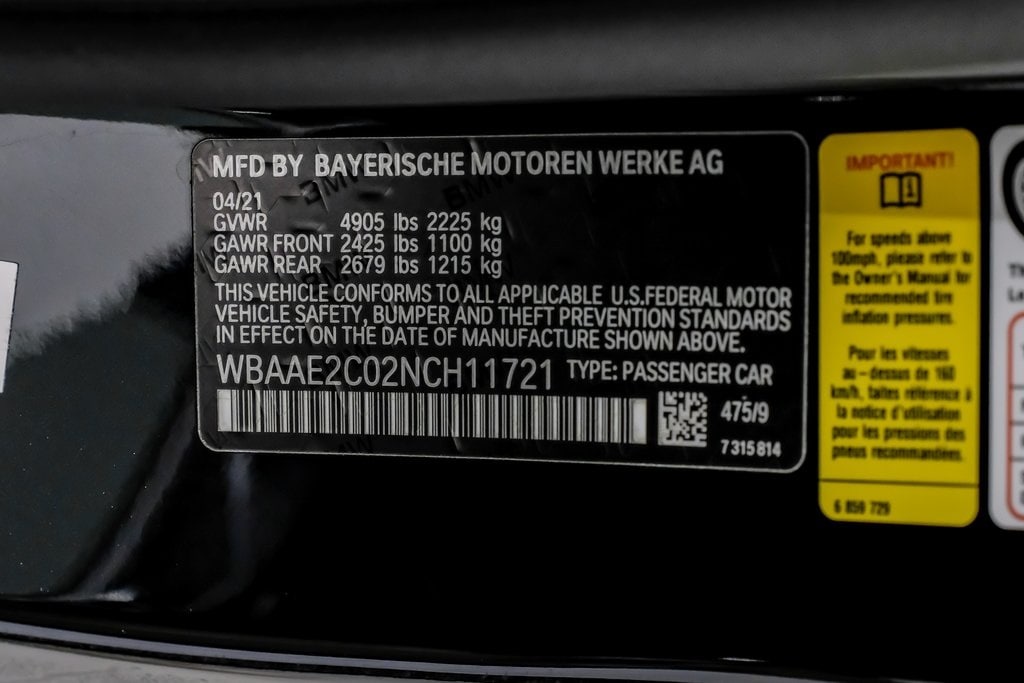 MFD BY BAYERISCHE MOTOREN WERKE AG
04/21
GVWR 4905 lbs 2225 kg
GAWR FRONT 2425 lbs 1100 kg
GAWR REAR 2679 lbs 1215 kg
THIS VEHICLE CONFORMS TO ALL APPLICABLE U.S.FEDERAL MOTOR
VEHICLE SAFETY, BUMPER AND THEFT PREVENTION STANDARDS
IN EFFECT ON THE DATE OF MANUFACTURE SHOWN ABOVE.
WBAAE2C02NCH11721 TYPE: PASSENGER CAR
475/9
7315814
IMPORTANT!
For speeds above
100mph, please refer to
the Owner's Manual for
recommended tire
inflation pressures.
Pour les vitesses
au-dessus de 160
km/h, faites référence à
la notice d'utilisation
pour les pressions des
pneus recommandées.
6 859 729